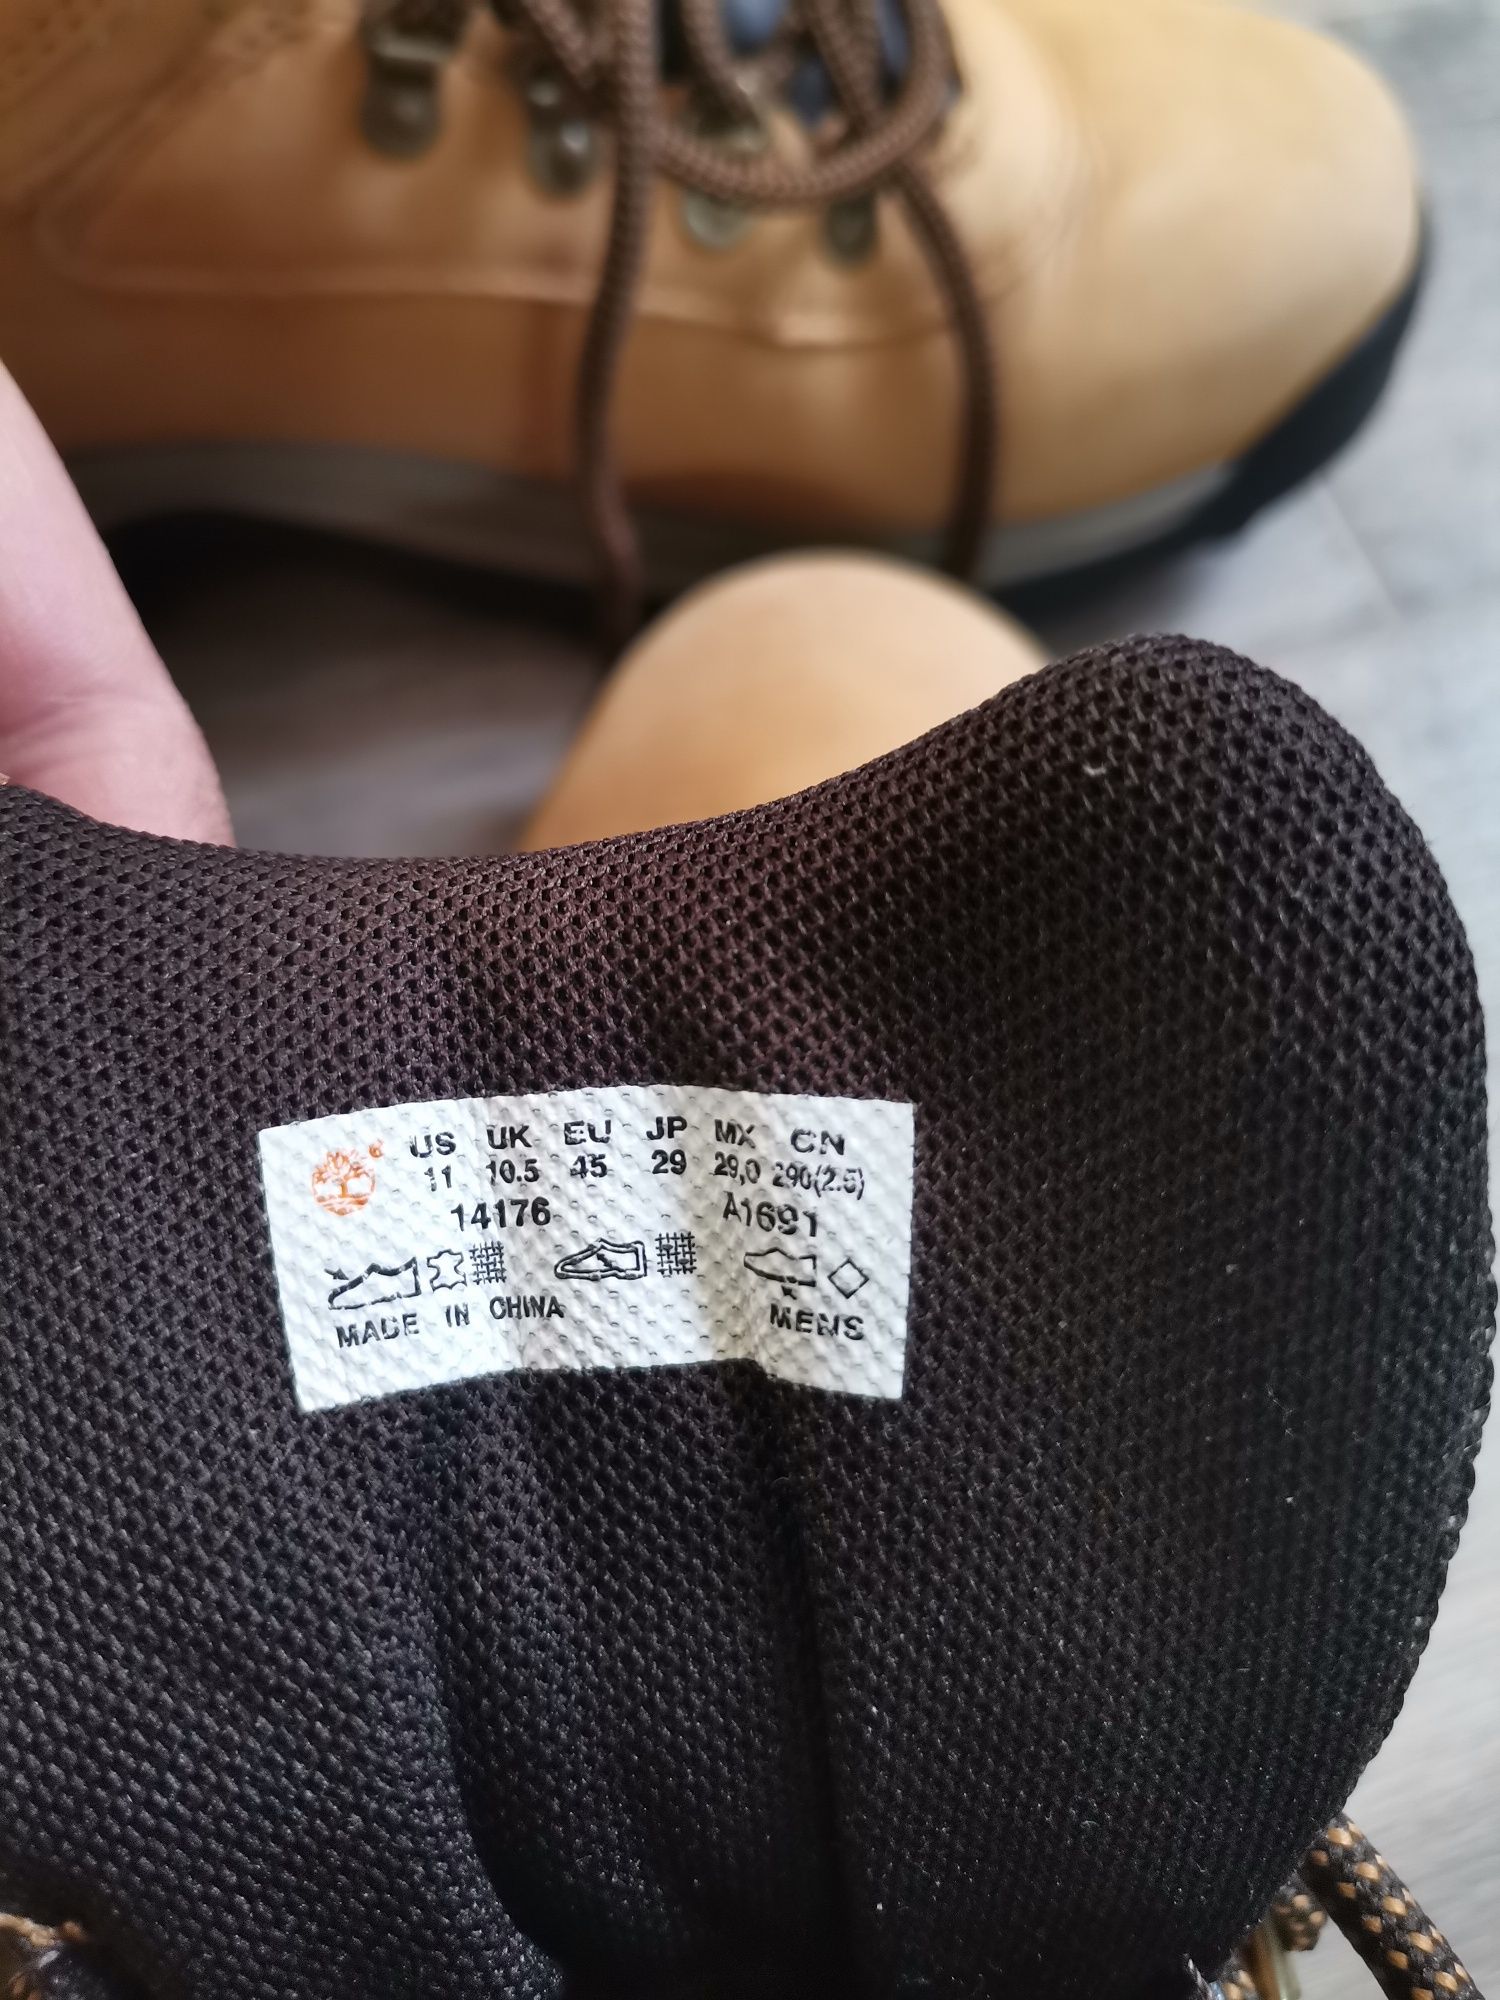 US UK EU JP MX CN
11 10.5 45 29 29,0 290(2.5)
14176 A1691
MADE IN CHINA MENS